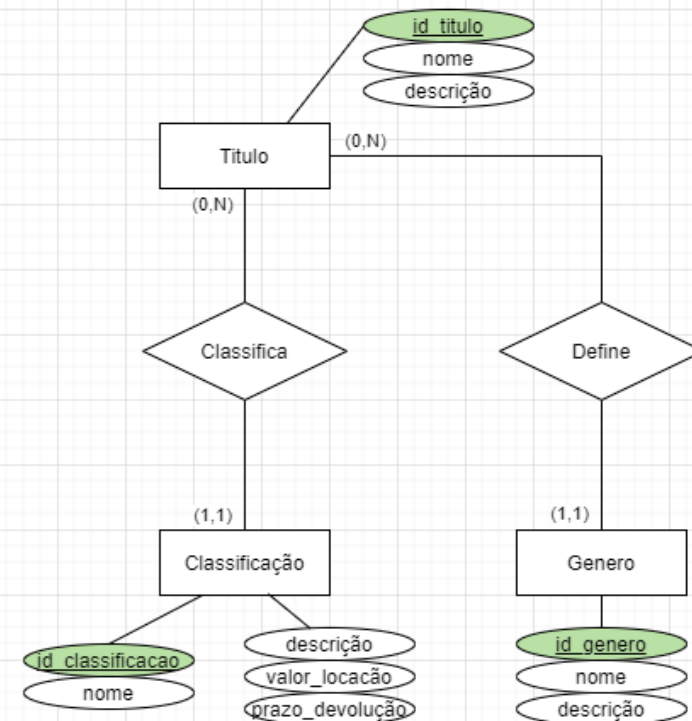 id_titulo
nome
descrição
Titulo
(0,N)
(0,N)
Classifica
Define
(1,1)
(1,1)
Classificação
Genero
id_classificacao
nome
descrição
valor_locacão
prazo_devolução
id_genero
nome
descrição